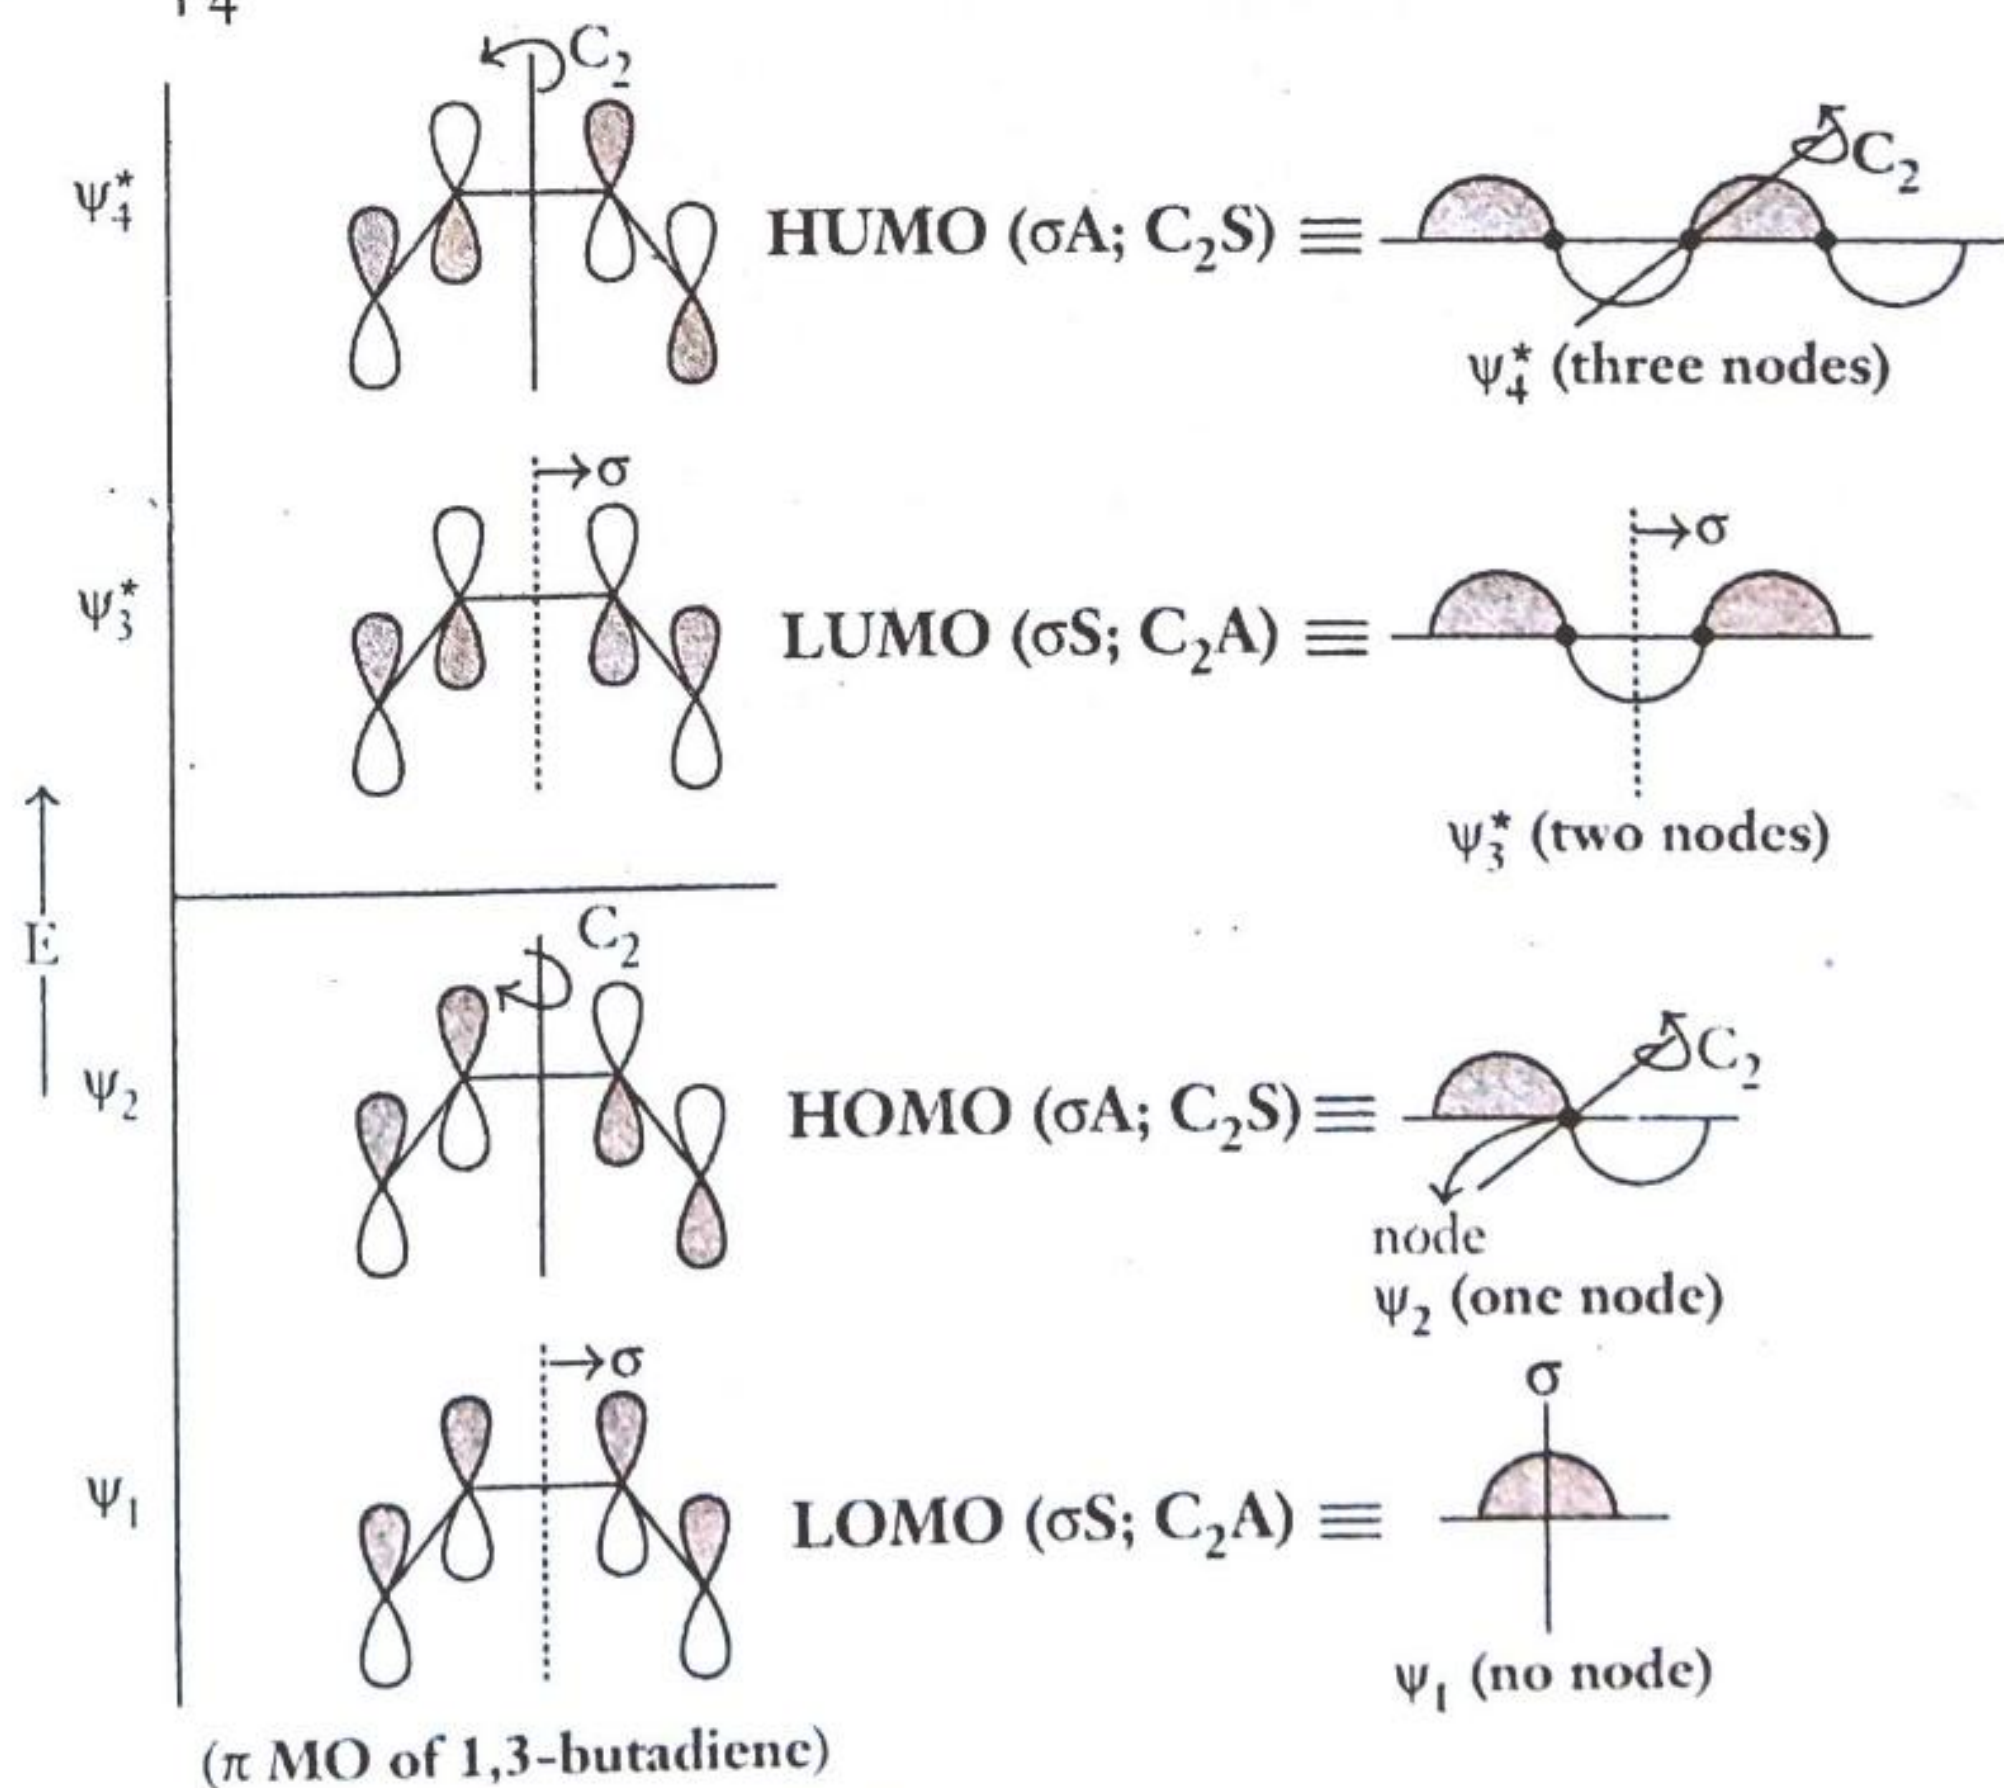 4
C₂
ψ₄*
HUMO (σA; C₂S) ≡
C₂
ψ₄* (three nodes)
→σ
ψ₃*
LUMO (σS; C₂A) ≡
→σ
ψ₃* (two nodes)
E
C₂
ψ₂
HOMO (σA; C₂S) ≡
C₂
node
ψ₂ (one node)
→σ
ψ₁
LOMO (σS; C₂A) ≡
σ
ψ₁ (no node)
(π MO of 1,3-butadiene)